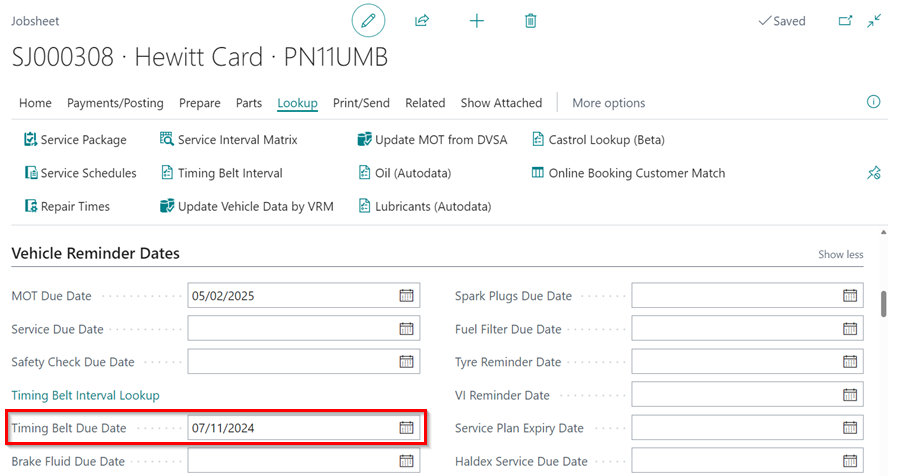 Jobsheet
Saved
SJ000308 · Hewitt Card · PN11UMB
Home Payments/Posting Prepare Parts Lookup Print/Send Related Show Attached More options
Service Package Service Interval Matrix Update MOT from DVSA Castrol Lookup (Beta)
Service Schedules Timing Belt Interval Oil (Autodata) Online Booking Customer Match
Repair Times Update Vehicle Data by VRM Lubricants (Autodata)
Vehicle Reminder Dates Show less
MOT Due Date 05/02/2025 Spark Plugs Due Date
Service Due Date Fuel Filter Due Date
Safety Check Due Date Tyre Reminder Date
Timing Belt Interval Lookup VI Reminder Date
Timing Belt Due Date 07/11/2024 Service Plan Expiry Date
Brake Fluid Due Date Haldex Service Due Date